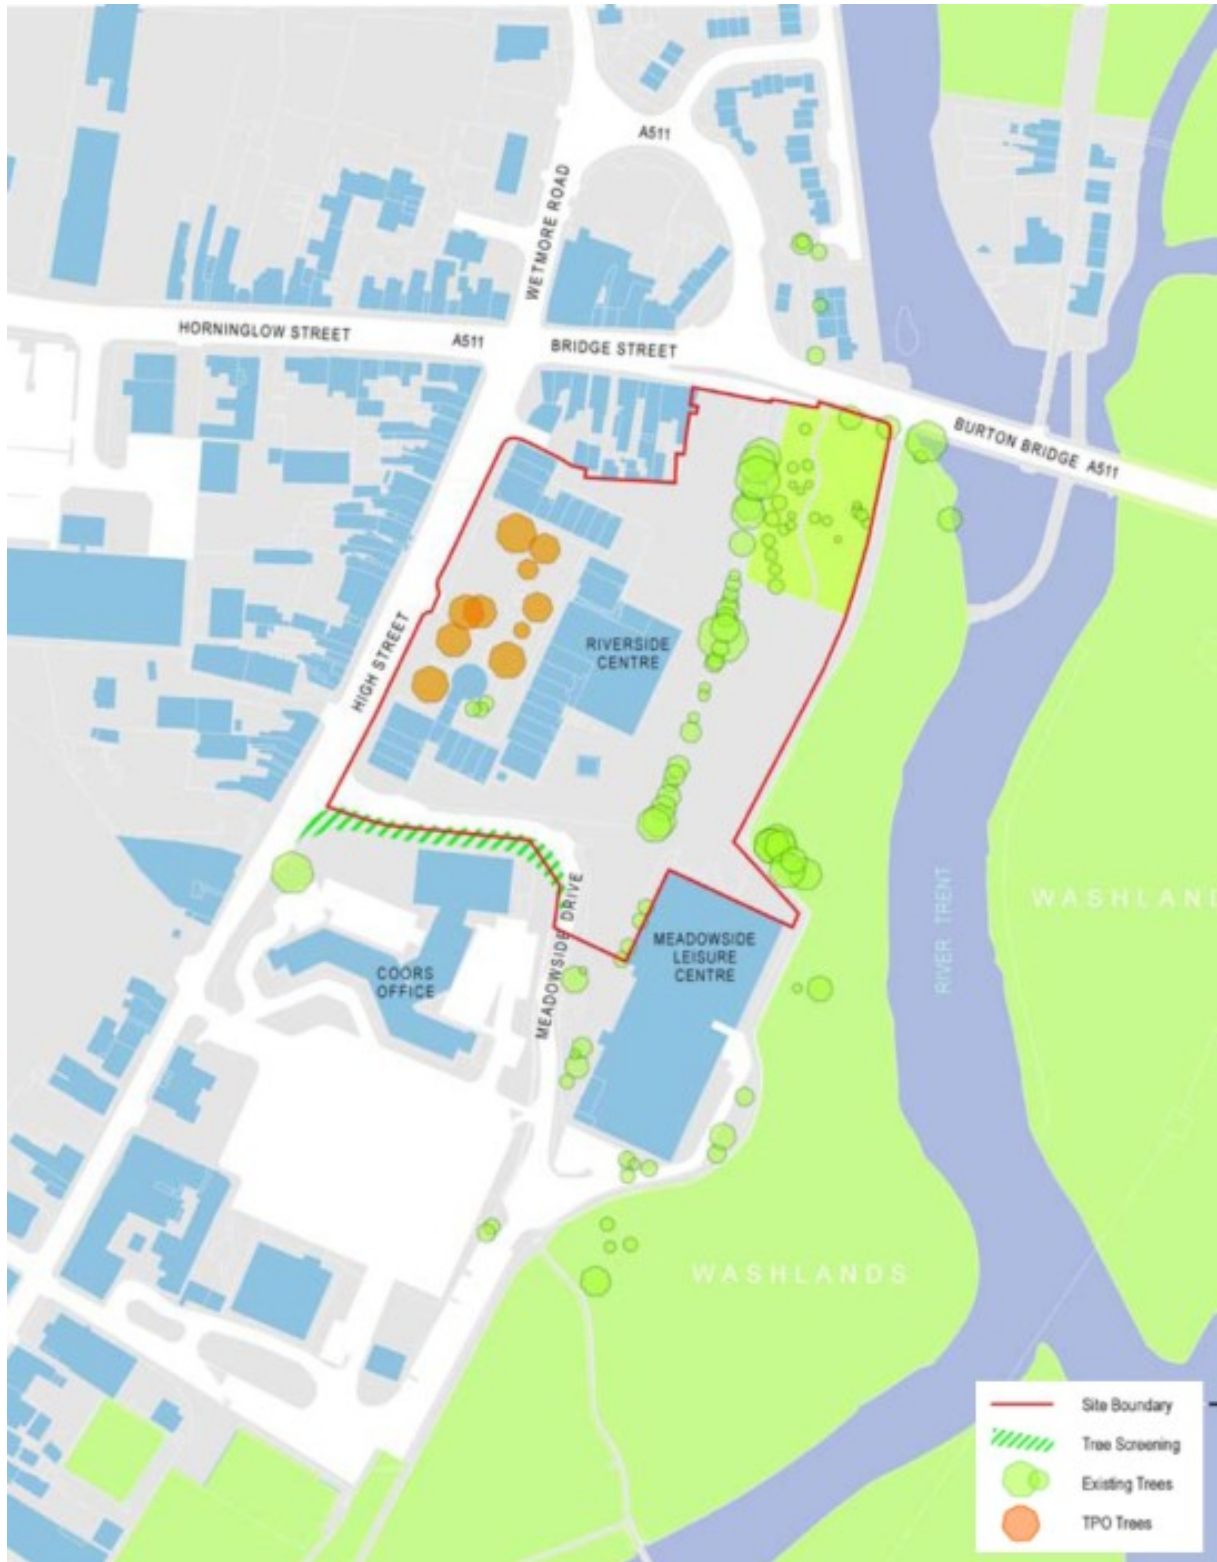 A511
WETMORE ROAD
HORNINGLOW STREET
A511
BRIDGE STREET
BURTON BRIDGE A511
HIGH STREET
RIVERSIDE
CENTRE
MEADOWSIDE DRIVE
MEADOWSIDE
LEISURE
CENTRE
COORS
OFFICE
RIVER TRENT
WASHLAND
WASHLANDS
Site Boundary
Tree Screening
Existing Trees
TPO Trees